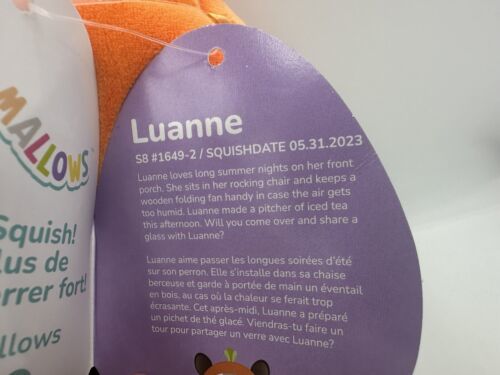 MALLOWS
Squish!
lus de
errer fort!
llows
Luanne
S8 #1649-2 / SQUISHDATE 05.31.2023
Luanne loves long summer nights on her front
porch. She sits in her rocking chair and keeps a
wooden folding fan handy in case the air gets
too humid. Luanne made a pitcher of iced tea
this afternoon. Will you come over and share a
glass with Luanne?
Luanne aime passer les longues soirées d'été
sur son perron. Elle s'installe dans sa chaise
berceuse et garde à portée de main un éventail
en bois, au cas où la chaleur se ferait trop
écrasante. Cet après-midi, Luanne a préparé
un pichet de thé glacé. Viendras-tu faire un
tour pour partager un verre avec Luanne?